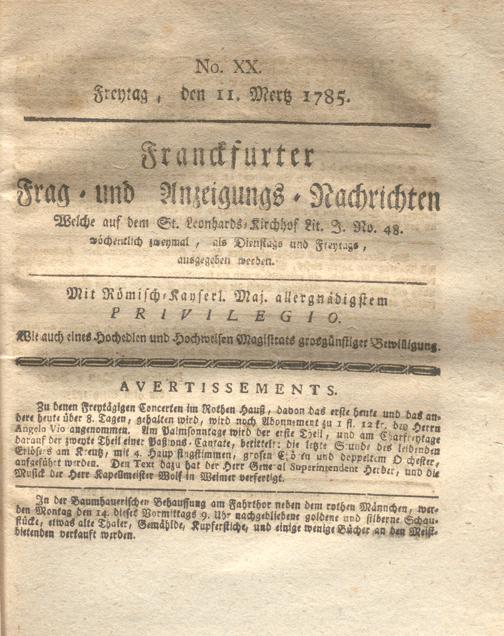 No. XX.
Freytag, den 11. Mertz 1785.
Franckfurter
Frag- und Anzeigungs-Nachrichten
Welche auf dem St. Leonhards-Kirchhof Lit. J. No. 48.
wöchentlich zweymal, als Dienstags und Freytags,
ausgegeben werden.
Mit Römisch-Kayserl. Maj. allergnädigstem
PRIVILEGIO.
Wie auch eines Hochedlen und Hochweisen Magistrats grosgünstiger Bewilligung.
AVERTISSEMENTS.
Zu denen Freytägigen Concerten im Rothen Hauß, davon das erste heute und das an-
dere heute über 8. Tagen, gehalten wird, wird noch Abonnement zu 1 fl. 12 kr. bey Herrn
Angelo Vio angenommen. Am Palmsonntage wird der erste Theil, und am Charfreytage
darauf der zweyte Theil einer Paßions-Cantate, betitelt: die letzte Stunde des leidenden
Erlösers am Kreutz, mit 4. Hauptsingstimmen, grosen Chören und doppeltem Orchester,
aufgeführt werden. Den Text dazu hat der Herr General Superintendent Herder, und die
Musick der Herr Kapellmeister Wolf in Weimer verfertigt.
In der Baumhauerischen Behaussung am Fahrthor neben dem rothen Männchen, wer-
den Montag den 14. dieses Vormittags 9. Uhr nachgebliebene goldene und silberne Schau-
stücke, etwas alte Thaler, Gemählde, Kupferstiche, und einige wenige Bücher an den Meist-
bietenden verkauft werden.